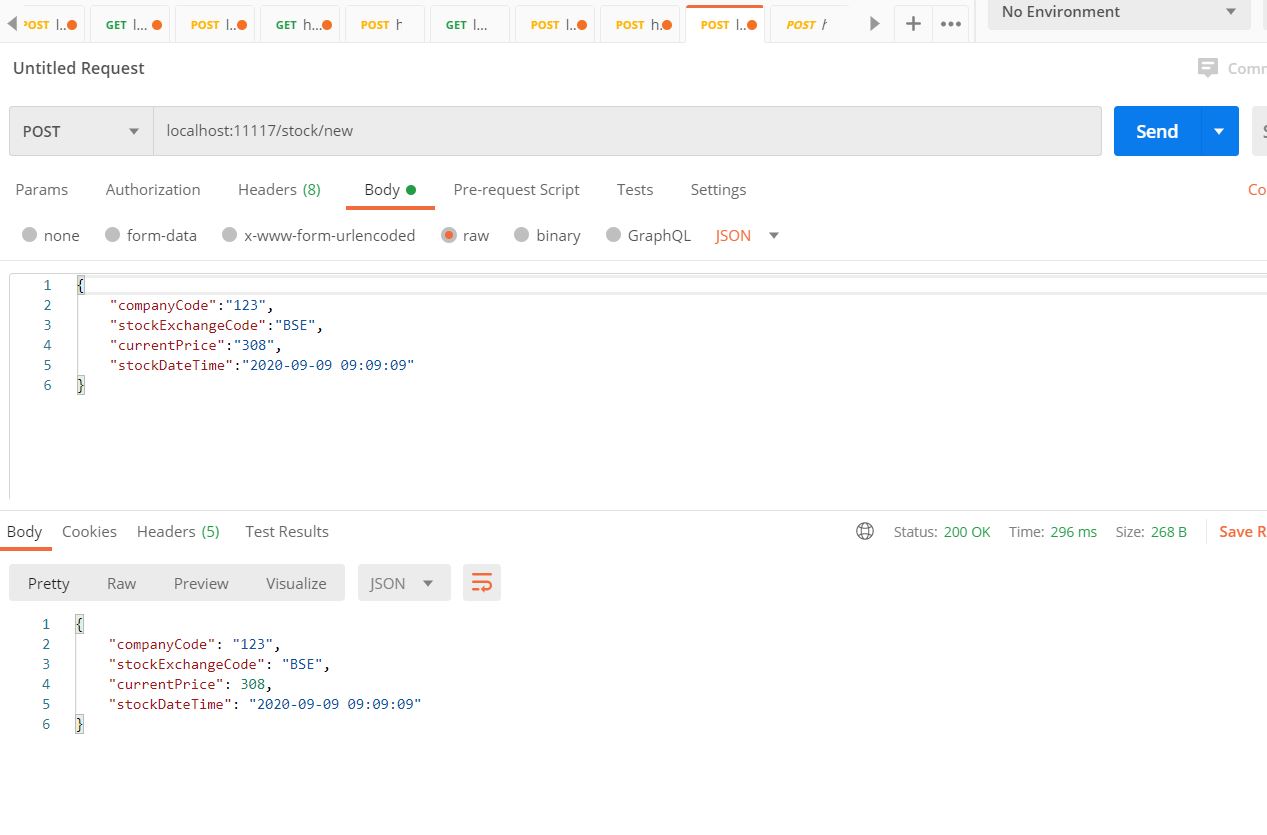 POST l.. GET l... POST l... GET h... POST h GET l... POST l... POST h. POST l.. POST h + ••• No Environment
Untitled Request
POST localhost:11117/stock/new Send
Params Authorization Headers (8) Body Pre-request Script Tests Settings
none form-data x-www-form-urlencoded raw binary GraphQL JSON
1 {
2 "companyCode":"123",
3 "stockExchangeCode":"BSE",
4 "currentPrice":"308",
5 "stockDateTime":"2020-09-09 09:09:09"
6 }
Body Cookies Headers (5) Test Results Status: 200 OK Time: 296 ms Size: 268 B Save R
Pretty Raw Preview Visualize JSON
1 {
2 "companyCode": "123",
3 "stockExchangeCode": "BSE",
4 "currentPrice": 308,
5 "stockDateTime": "2020-09-09 09:09:09"
6 }